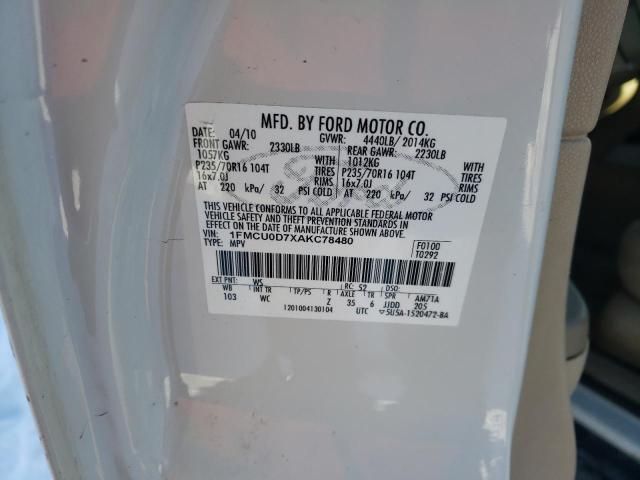 MFD. BY FORD MOTOR CO.
DATE: 04/10 GVWR: 4440LB/ 2014KG
FRONT GAWR: 2330LB REAR GAWR: 2230LB
1057KG WITH 1012KG WITH
P235/70R16 104T TIRES P235/70R16 104T TIRES
16x7.0J RIMS 16x7.0J RIMS
AT 220 kPa/ 32 PSI COLD AT 220 kPa/ 32 PSI COLD
THIS VEHICLE CONFORMS TO ALL APPLICABLE FEDERAL MOTOR
VEHICLE SAFETY AND THEFT PREVENTION STANDARDS IN
EFFECT ON THE DATE OF MANUFACTURE SHOWN ABOVE.
VIN: 1FMCU0D7XAKC78480 F0100
TYPE: MPV T0292
EXT PNT: WS RC: 52 DSO:
WB INT TR TP/PS R AXLE TR SPR AM71A
103 WC Z 35 6 JJDD 205
1201004130104 UTC ▽5U5A-1520472-BA
Ford